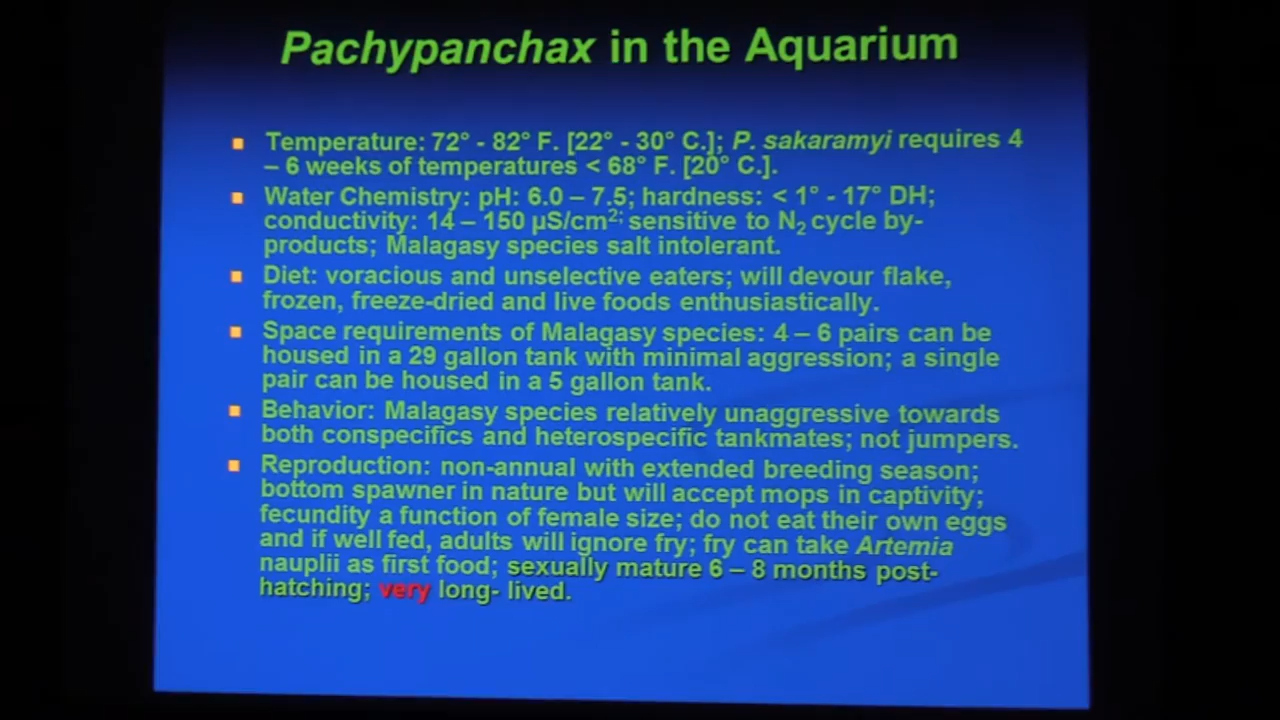 Pachypanchax in the Aquarium
Temperature: 72° - 82° F. [22° - 30° C.]; P. sakaramyi requires 4
– 6 weeks of temperatures < 68° F. [20° C.].
Water Chemistry: pH: 6.0 – 7.5; hardness: < 1° - 17° DH;
conductivity: 14 – 150 µS/cm²; sensitive to N₂ cycle by-
products; Malagasy species salt intolerant.
Diet: voracious and unselective eaters; will devour flake,
frozen, freeze-dried and live foods enthusiastically.
Space requirements of Malagasy species: 4 – 6 pairs can be
housed in a 29 gallon tank with minimal aggression; a single
pair can be housed in a 5 gallon tank.
Behavior: Malagasy species relatively unaggressive towards
both conspecifics and heterospecific tankmates; not jumpers.
Reproduction: non-annual with extended breeding season;
bottom spawner in nature but will accept mops in captivity;
fecundity a function of female size; do not eat their own eggs
and if well fed, adults will ignore fry; fry can take Artemia
nauplii as first food; sexually mature 6 – 8 months post-
hatching; very long- lived.